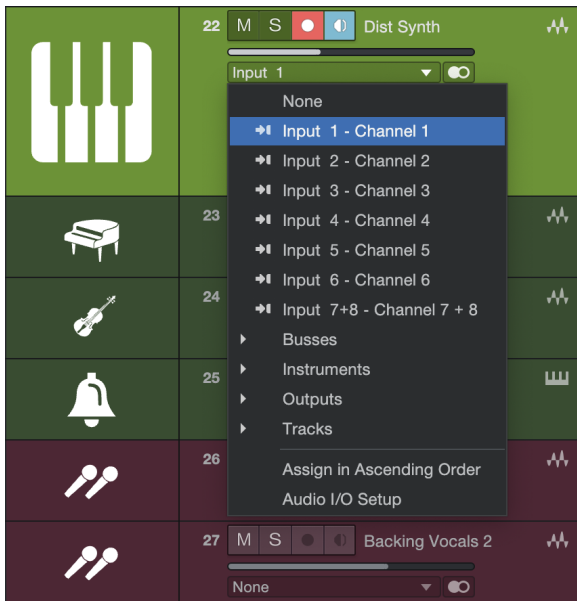 22 M S Dist Synth
Input 1
None
Input 1 - Channel 1
Input 2 - Channel 2
23
Input 3 - Channel 3
Input 4 - Channel 4
Input 5 - Channel 5
Input 6 - Channel 6
24
Input 7+8 - Channel 7 + 8
Busses
Instruments
25
Outputs
Tracks
26
Assign in Ascending Order
Audio I/O Setup
27 M S Backing Vocals 2
None